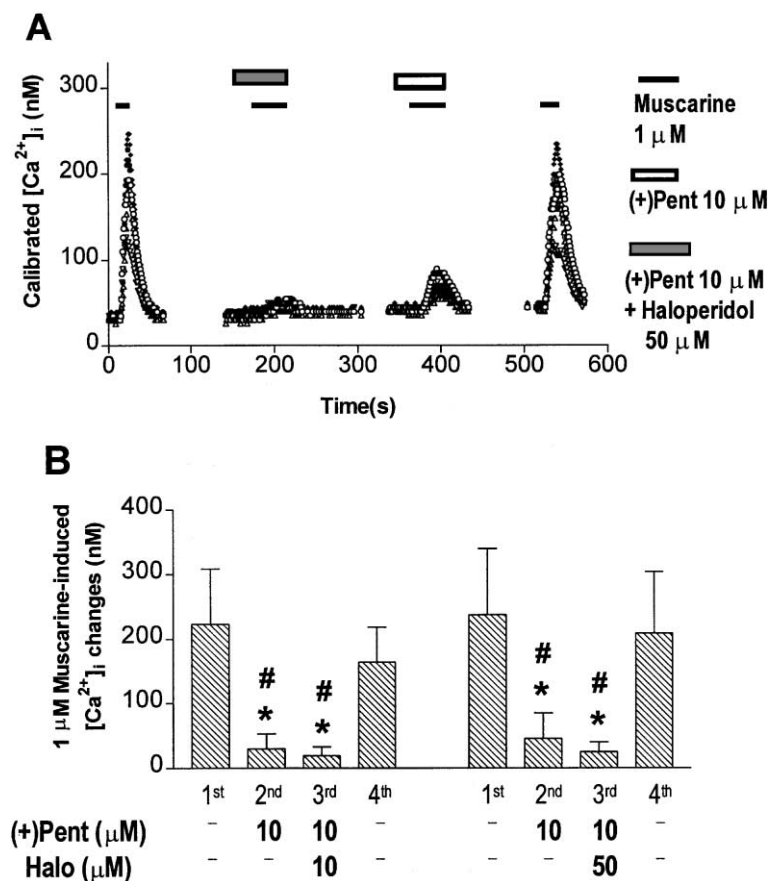 A
Calibrated [Ca²⁺]ᵢ (nM)
300
200
100
0
0 100 200 300 400 500 600
Time(s)
Muscarine
1 μM
(+)Pent 10 μM
(+)Pent 10 μM
+ Haloperidol
50 μM
B
1 μM Muscarine-induced
[Ca²⁺]ᵢ changes (nM)
400
300
200
100
0
# # # #
* * * *
1st 2nd 3rd 4th 1st 2nd 3rd 4th
(+)Pent (μM) – 10 10 – – 10 10 –
Halo (μM) – – 10 – – – 50 –